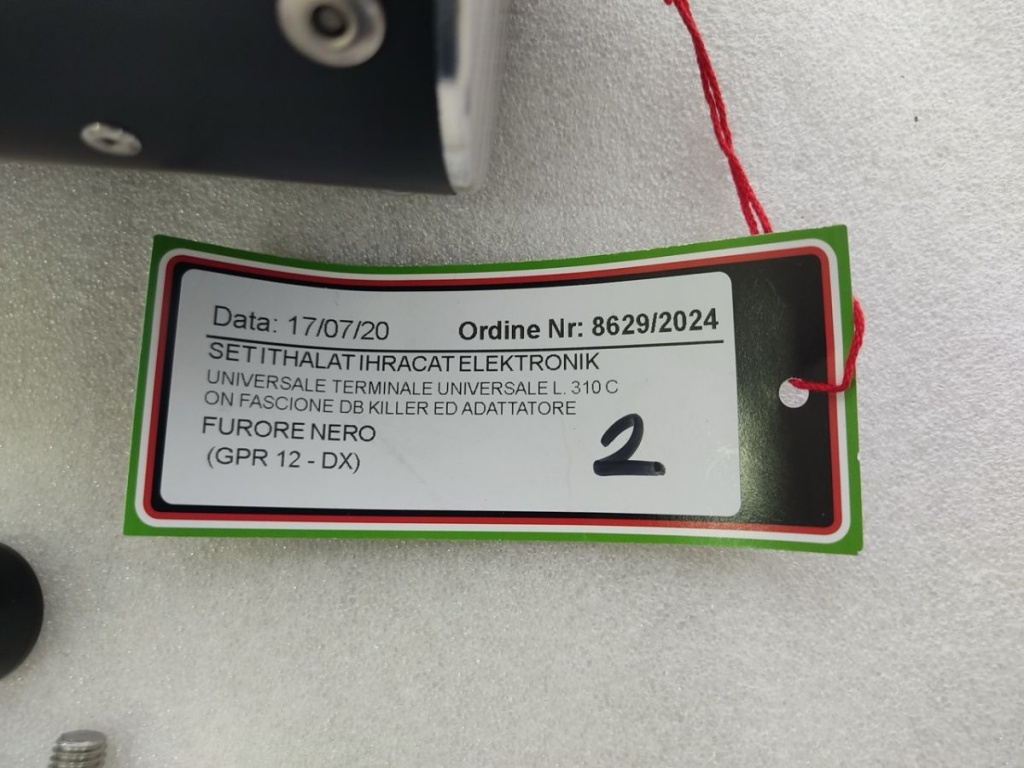 Data: 17/07/20 Ordine Nr: 8629/2024
SET ITHALAT IHRACAT ELEKTRONIK
UNIVERSALE TERMINALE UNIVERSALE L. 310 C
ON FASCIONE DB KILLER ED ADATTATORE
FURORE NERO
(GPR 12 - DX)
2